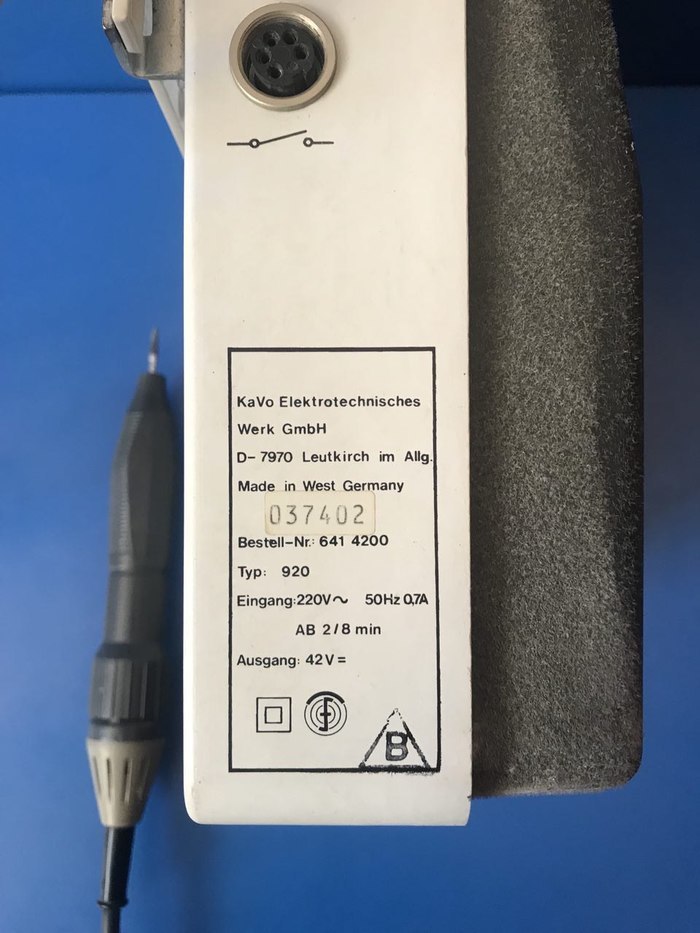 KaVo Elektrotechnisches
Werk GmbH
D-7970 Leutkirch im Allg.
Made in West Germany
037402
Bestell-Nr.: 641 4200
Typ: 920
Eingang: 220V~ 50Hz 0,7A
AB 2/8 min
Ausgang: 42V=
B